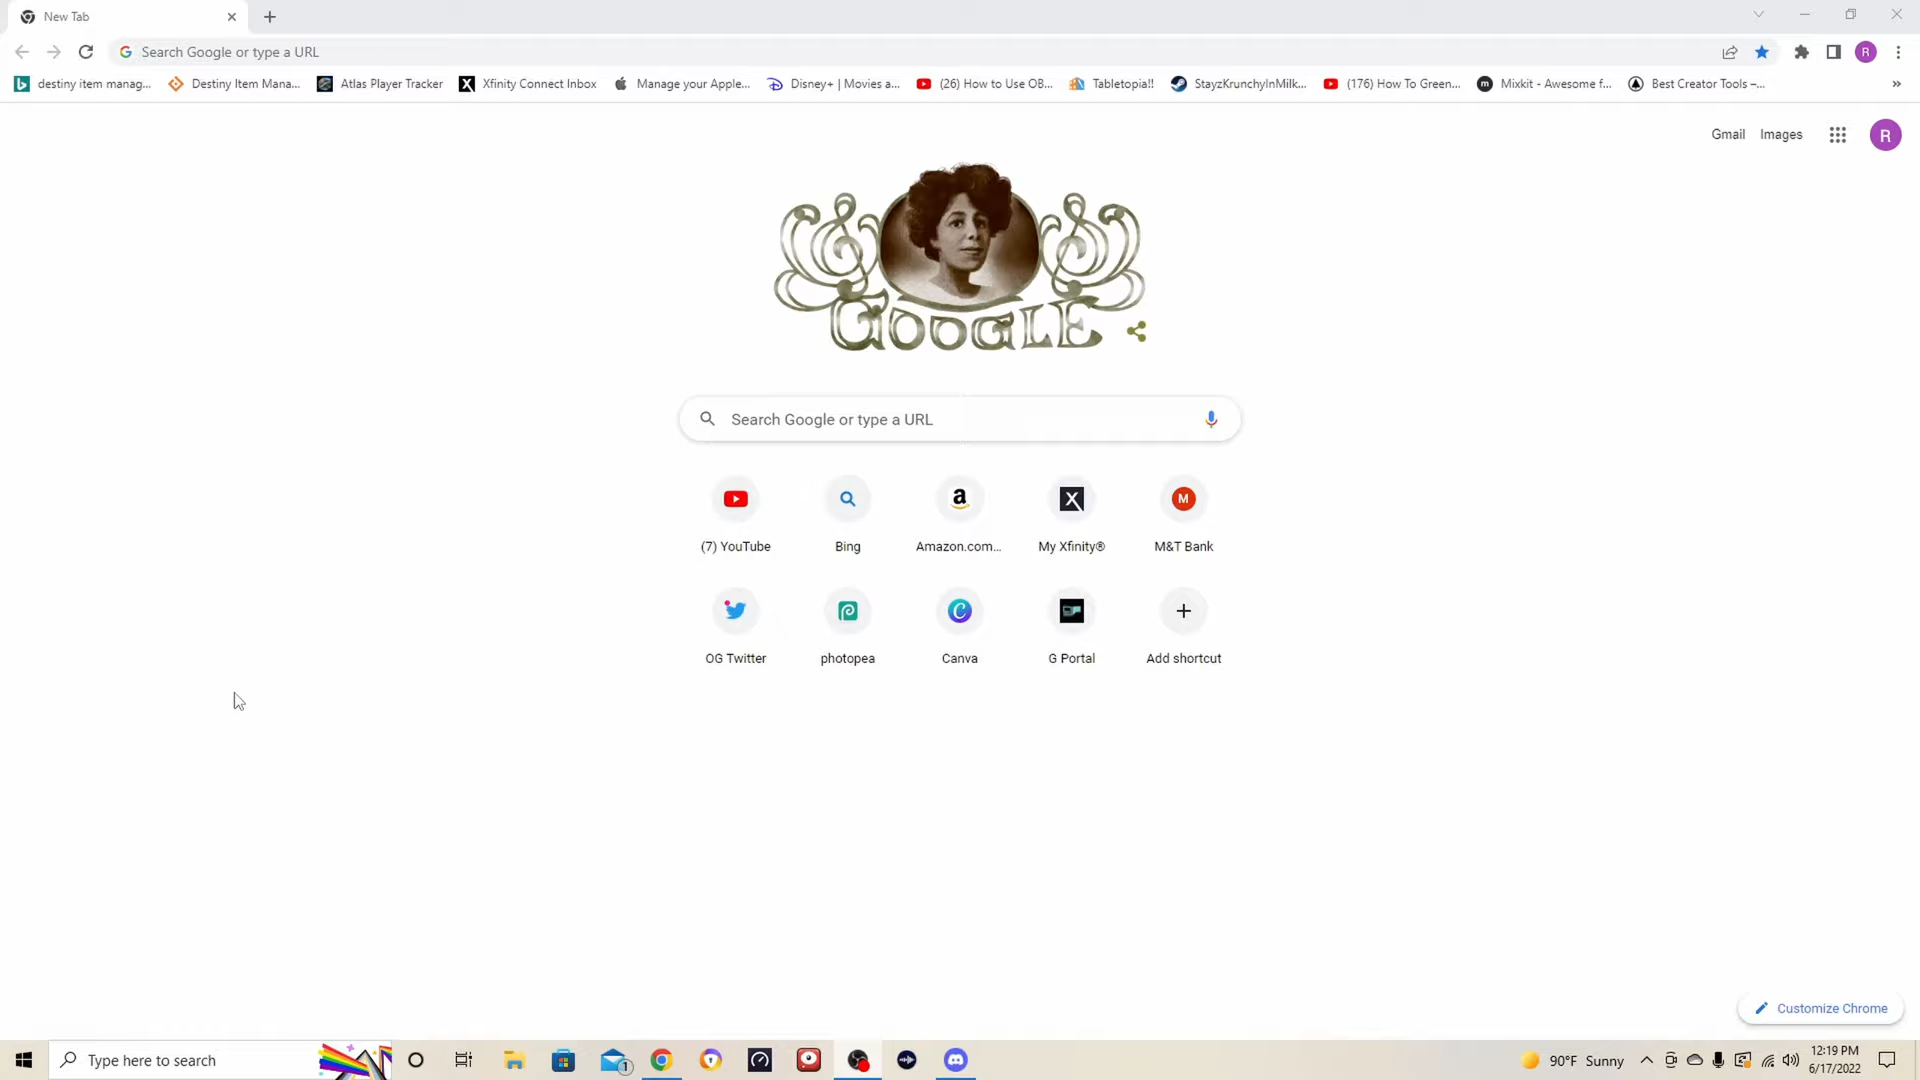 New Tab
Search Google or type a URL
R
destiny item manag... Destiny Item Mana... Atlas Player Tracker Xfinity Connect Inbox Manage your Apple... Disney+ | Movies a... (26) How to Use OB... Tabletopia!! StayzKrunchyInMilk... (176) How To Green... Mixkit - Awesome f... Best Creator Tools –... »
Gmail Images R
GOOGLE
Search Google or type a URL
(7) YouTube Bing Amazon.com... My Xfinity® M&T Bank
OG Twitter photopea Canva G Portal Add shortcut
Customize Chrome
Type here to search 1 90°F Sunny 12:19 PM
6/17/2022